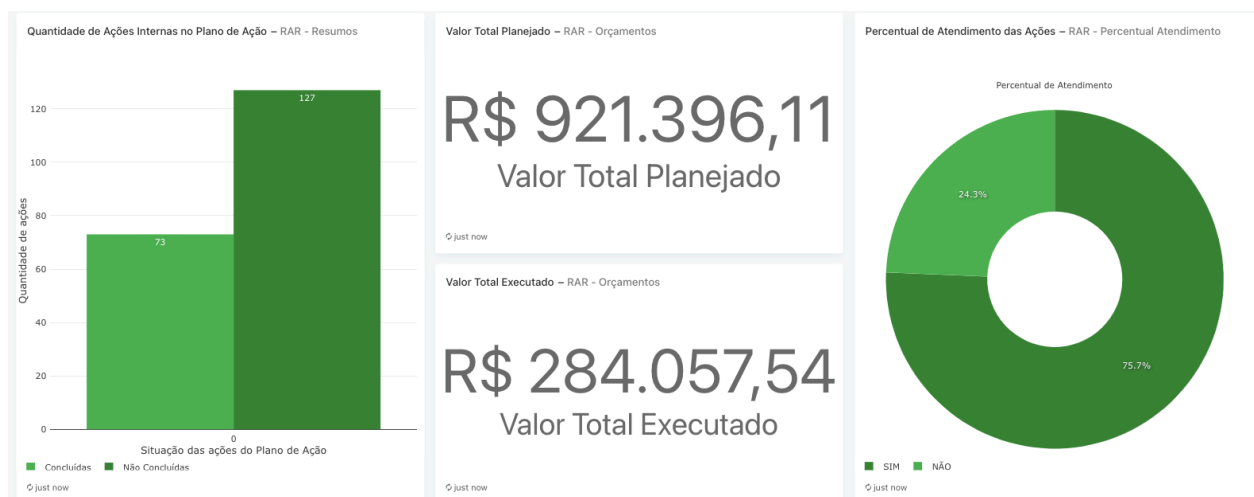 Quantidade de Ações Internas no Plano de Ação – RAR - Resumos
127
73
120
100
80
60
40
20
0
Quantidade de ações
0
Situação das ações do Plano de Ação
Concluídas Não Concluídas
just now
Valor Total Planejado – RAR - Orçamentos
R$ 921.396,11
Valor Total Planejado
just now
Valor Total Executado – RAR - Orçamentos
R$ 284.057,54
Valor Total Executado
just now
Percentual de Atendimento das Ações – RAR - Percentual Atendimento
Percentual de Atendimento
24.3%
75.7%
SIM NÃO
just now